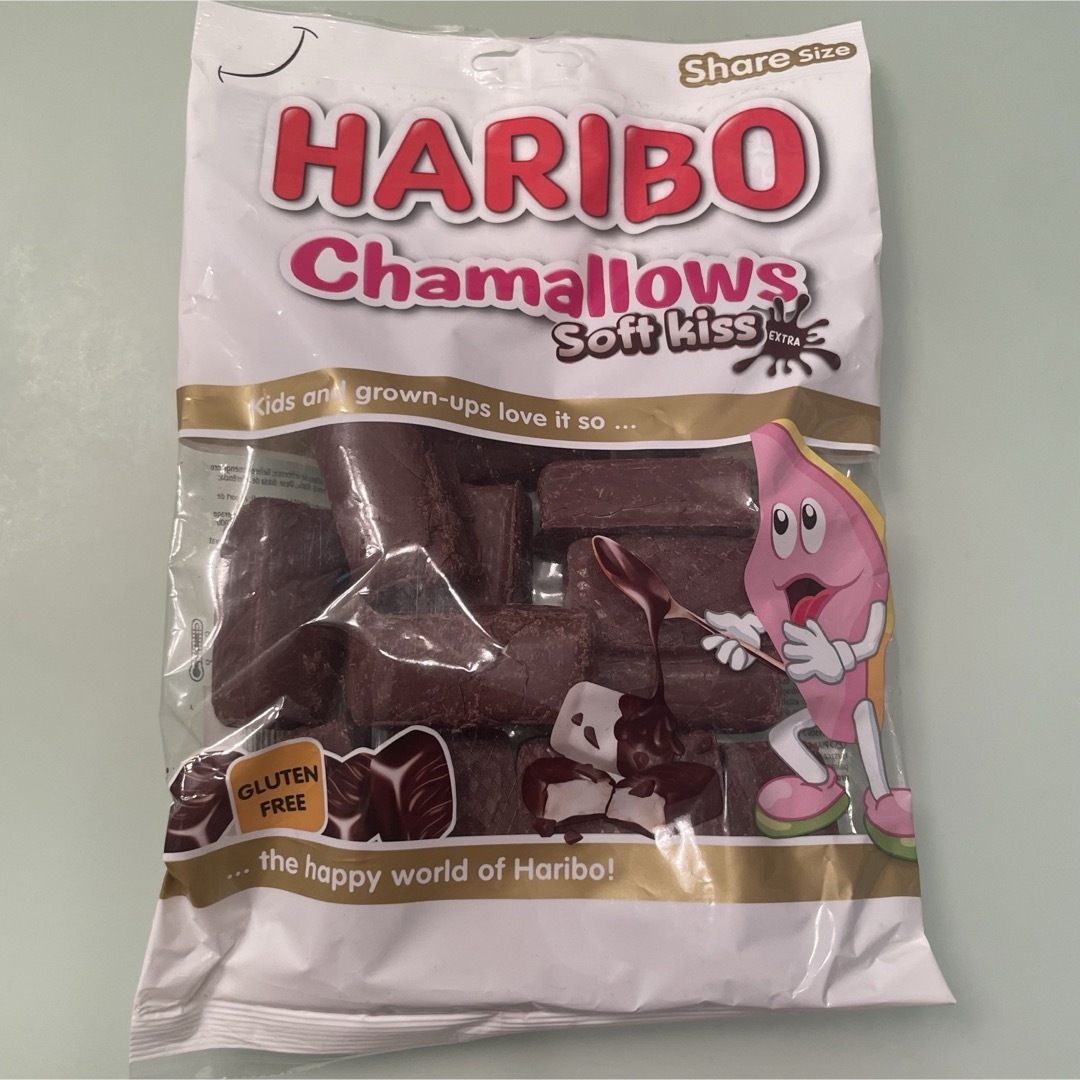 Share Size
HARIBO
Chamallows
Soft kiss EXTRA
Kids and grown-ups love it so ...
GLUTEN
FREE
... the happy world of Haribo!